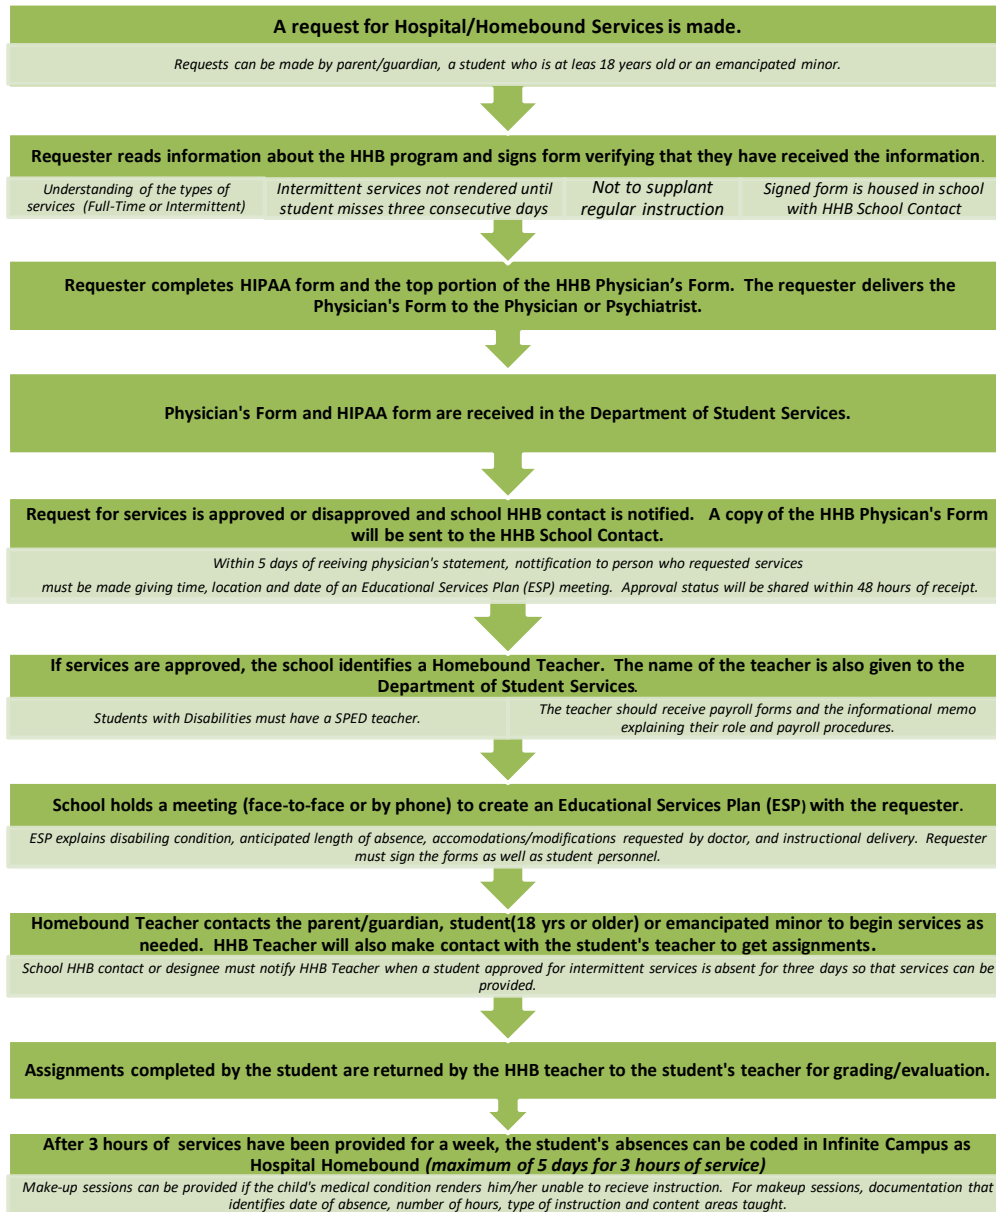 A request for Hospital/Homebound Services is made.
Requests can be made by parent/guardian, a student who is at leas 18 years old or an emancipated minor.
Requester reads information about the HHB program and signs form verifying that they have received the information.
Understanding of the types of
services (Full-Time or Intermittent)
Intermittent services not rendered until
student misses three consecutive days
Not to supplant
regular instruction
Signed form is housed in school
with HHB School Contact
Requester completes HIPAA form and the top portion of the HHB Physician’s Form. The requester delivers the
Physician's Form to the Physician or Psychiatrist.
Physician's Form and HIPAA form are received in the Department of Student Services.
Request for services is approved or disapproved and school HHB contact is notified. A copy of the HHB Physican's Form
will be sent to the HHB School Contact.
Within 5 days of reeiving physician's statement, nottification to person who requested services
must be made giving time, location and date of an Educational Services Plan (ESP) meeting. Approval status will be shared within 48 hours of receipt.
If services are approved, the school identifies a Homebound Teacher. The name of the teacher is also given to the
Department of Student Services.
Students with Disabilities must have a SPED teacher.
The teacher should receive payroll forms and the informational memo
explaining their role and payroll procedures.
School holds a meeting (face-to-face or by phone) to create an Educational Services Plan (ESP) with the requester.
ESP explains disabiling condition, anticipated length of absence, accomodations/modifications requested by doctor, and instructional delivery. Requester
must sign the forms as well as student personnel.
Homebound Teacher contacts the parent/guardian, student(18 yrs or older) or emancipated minor to begin services as
needed. HHB Teacher will also make contact with the student's teacher to get assignments.
School HHB contact or designee must notify HHB Teacher when a student approved for intermittent services is absent for three days so that services can be
provided.
Assignments completed by the student are returned by the HHB teacher to the student's teacher for grading/evaluation.
After 3 hours of services have been provided for a week, the student's absences can be coded in Infinite Campus as
Hospital Homebound (maximum of 5 days for 3 hours of service)
Make-up sessions can be provided if the child's medical condition renders him/her unable to recieve instruction. For makeup sessions, documentation that
identifies date of absence, number of hours, type of instruction and content areas taught.